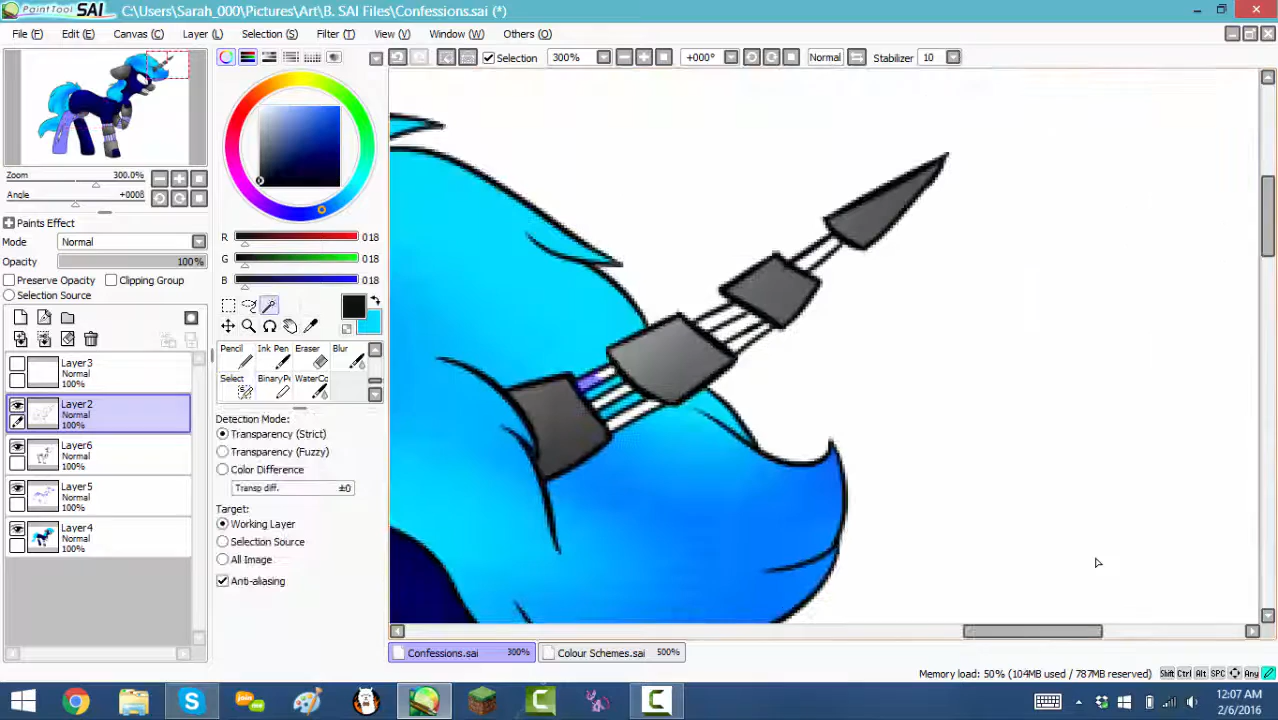 PaintTool SAI C:\Users\Sarah_000\Pictures\Art\B. SAI Files\Confessions.sai (*)
File (F) Edit (E) Canvas (C) Layer (L) Selection (S) Filter (T) View (V) Window (W) Others (O)
Selection 300% +000° Normal Stabilizer 10
Zoom 300.0%
Angle +000δ
Paints Effect
Mode Normal
Opacity 100%
Preserve Opacity Clipping Group
Selection Source
Layer3
Normal
100%
Layer2
Normal
100%
Layer6
Normal
100%
Layer5
Normal
100%
Layer4
Normal
100%
R 018
G 018
B 018
Pencil Ink Pen Eraser Blur
Select BinaryPe WaterCo
Detection Mode:
Transparency (Strict)
Transparency (Fuzzy)
Color Difference
Transp diff. ±0
Target:
Working Layer
Selection Source
All Image
Anti-aliasing
Confessions.sai 300% Colour Schemes.sai 500%
Memory load: 50% (104MB used / 787MB reserved) Shift Ctrl Alt SPC Any
join me
12:07 AM
2/6/2016